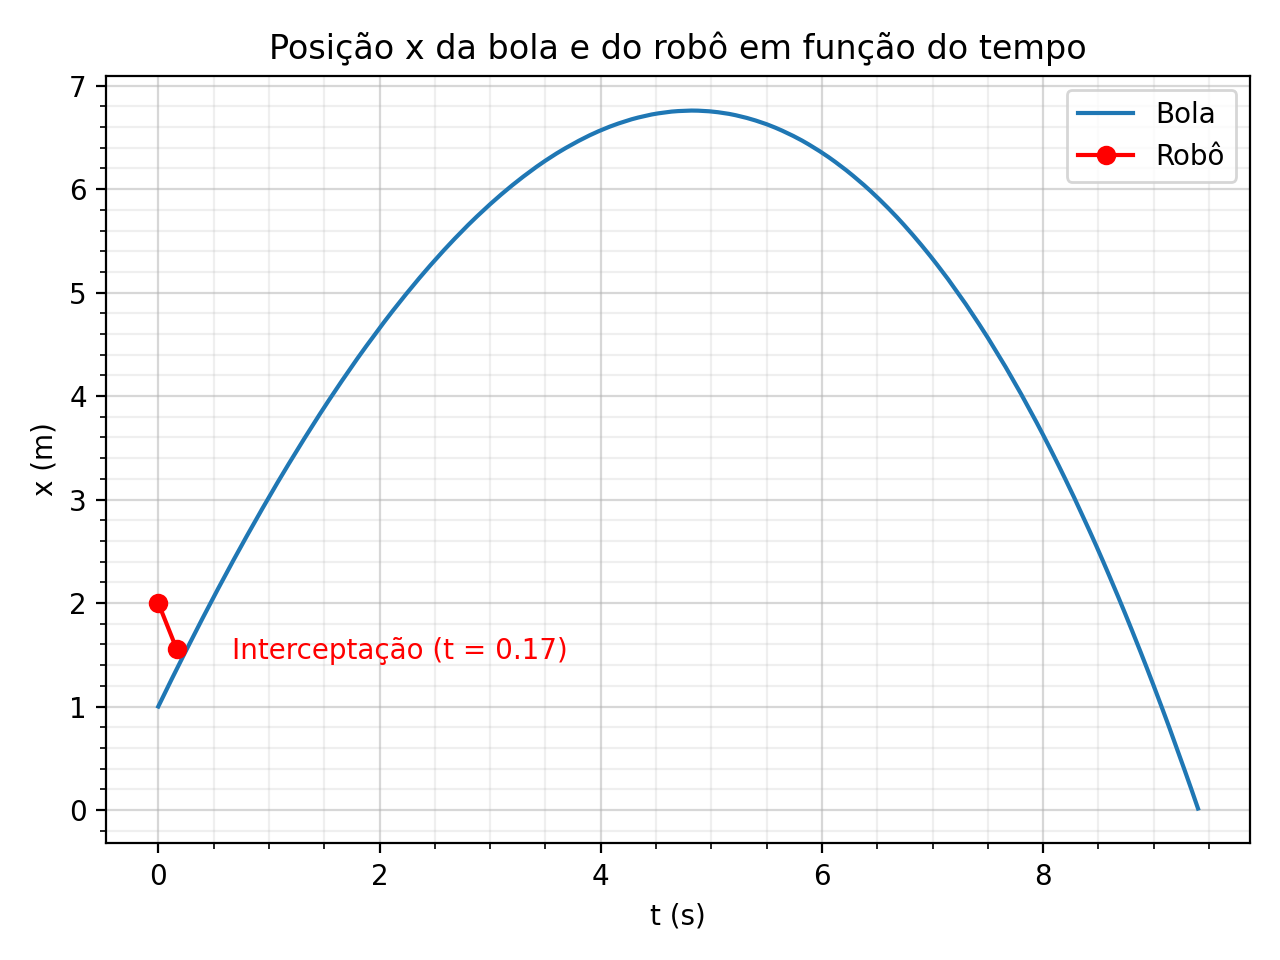 Posição x da bola e do robô em função do tempo
7
6
5
4
3
2
1
0
x (m)
Bola
Robô
Interceptação (t = 0.17)
0
2
4
6
8
t (s)